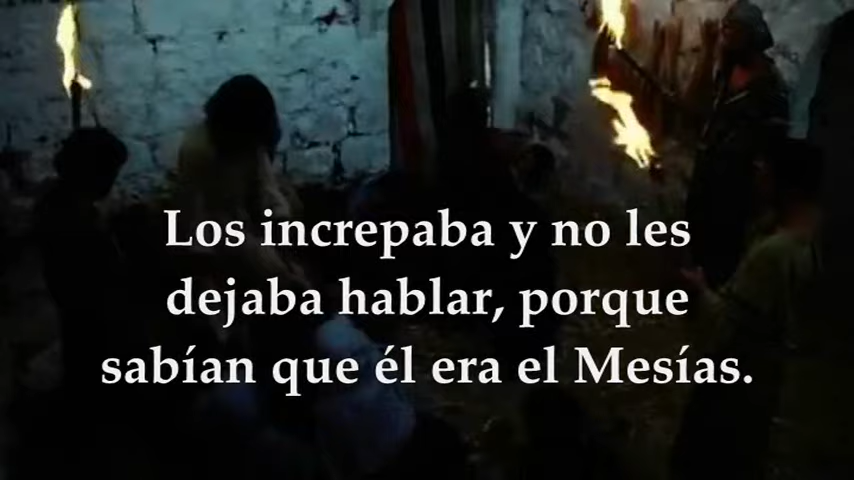 Los increpaba y no les
dejaba hablar, porque
sabían que él era el Mesías.